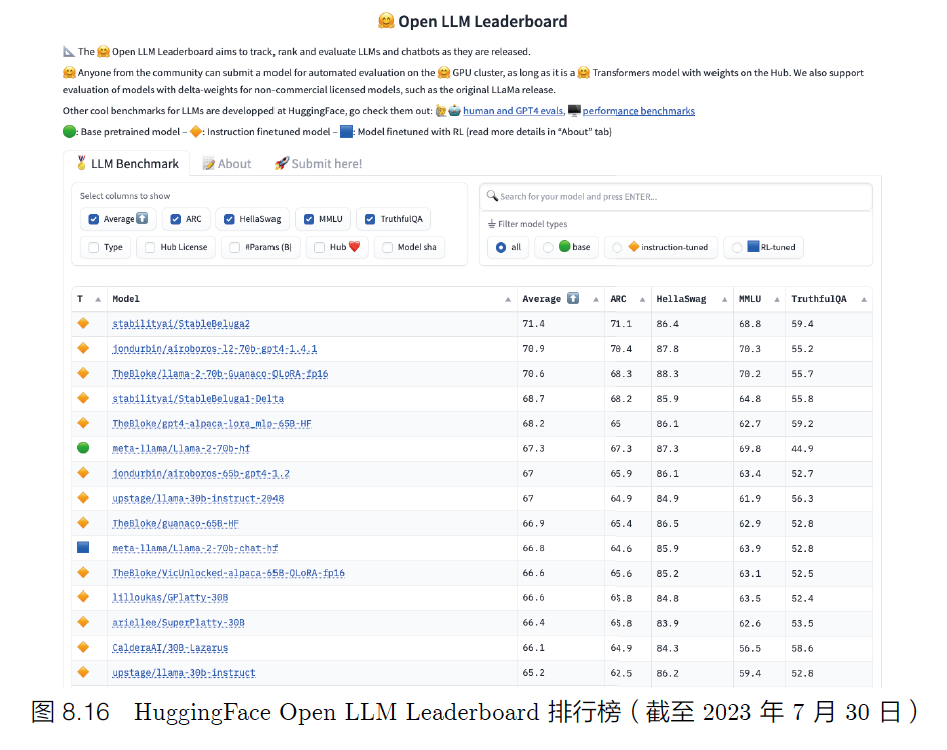 🤗 Open LLM Leaderboard
📐 The 🤗 Open LLM Leaderboard aims to track, rank and evaluate LLMs and chatbots as they are released.
🤗 Anyone from the community can submit a model for automated evaluation on the 🤗 GPU cluster, as long as it is a 🤗 Transformers model with weights on the Hub. We also support
evaluation of models with delta-weights for non-commercial licensed models, such as the original LLaMa release.
Other cool benchmarks for LLMs are developped at HuggingFace, go check them out: 🙋🤖 human and GPT4 evals, 🖥️ performance benchmarks
🟢: Base pretrained model – 🔶: Instruction finetuned model – 🟦: Model finetuned with RL (read more details in "About" tab)
🏅 LLM Benchmark 📝 About 🚀 Submit here!
Select columns to show
Average ⬆️ ARC HellaSwag MMLU TruthfulQA
Type Hub License #Params (B) Hub ❤️ Model sha
🔍 Search for your model and press ENTER...
⏚ Filter model types
all 🟢 base 🔶 instruction-tuned 🟦 RL-tuned
T Model Average ⬆️ ARC HellaSwag MMLU TruthfulQA
🔶 stabilityai/StableBeluga2 71.4 71.1 86.4 68.8 59.4
🔶 jondurbin/airoboros-l2-70b-gpt4-1.4.1 70.9 70.4 87.8 70.3 55.2
🔶 TheBloke/llama-2-70b-Guanaco-QLoRA-fp16 70.6 68.3 88.3 70.2 55.7
🔶 stabilityai/StableBeluga1-Delta 68.7 68.2 85.9 64.8 55.8
🔶 TheBloke/gpt4-alpaca-lora_mlp-65B-HF 68.2 65 86.1 62.7 59.2
🟢 meta-llama/Llama-2-70b-hf 67.3 67.3 87.3 69.8 44.9
🔶 jondurbin/airoboros-65b-gpt4-1.2 67 65.9 86.1 63.4 52.7
🔶 upstage/llama-30b-instruct-2048 67 64.9 84.9 61.9 56.3
🔶 TheBloke/guanaco-65B-HF 66.9 65.4 86.5 62.9 52.8
🟦 meta-llama/Llama-2-70b-chat-hf 66.8 64.6 85.9 63.9 52.8
🔶 TheBloke/VicUnlocked-alpaca-65B-QLoRA-fp16 66.6 65.6 85.2 63.1 52.5
🔶 lilloukas/GPlatty-30B 66.6 65.8 84.8 63.5 52.4
🔶 ariellee/SuperPlatty-30B 66.4 65.8 83.9 62.6 53.5
🔶 CalderaAI/30B-Lazarus 66.1 64.9 84.3 56.5 58.6
🔶 upstage/llama-30b-instruct 65.2 62.5 86.2 59.4 52.8
图 8.16 HuggingFace Open LLM Leaderboard 排行榜（截至 2023 年 7 月 30 日）